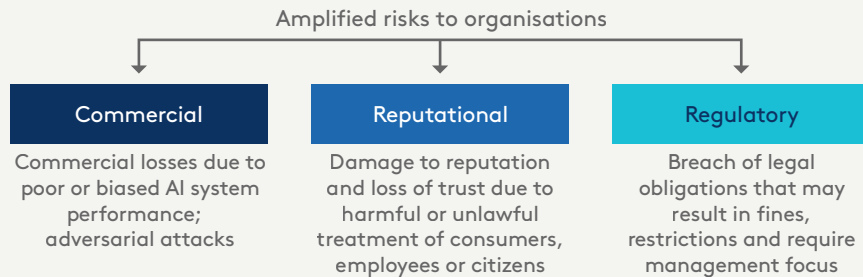 Amplified risks to organisations
Commercial
Commercial losses due to
poor or biased AI system
performance;
adversarial attacks
Reputational
Damage to reputation
and loss of trust due to
harmful or unlawful
treatment of consumers,
employees or citizens
Regulatory
Breach of legal
obligations that may
result in fines,
restrictions and require
management focus